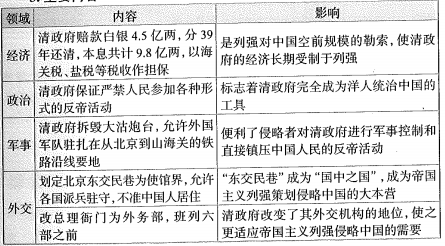 领域 内容 影响
清政府赔款白银 4.5 亿两，分 39
经济 年还清，本息共计 9.8 亿两，以海 是列强对中国空前规模的勒索，使清政
关税、盐税等税收作担保 府的经济长期受制于列强
政治 清政府保证严禁人民参加各种形 标志着清政府完全成为洋人统治中国的
式的反帝活动 工具
清政府拆毁大沽炮台，允许外国
军事 军队驻扎在从北京到山海关的铁 便利了侵略者对清政府进行军事控制和
路沿线要地 直接镇压中国人民的反帝活动
划定北京东交民巷为使馆界，允许 “东交民巷”成为“国中之国”，成为帝国
外交 各国派兵驻守，不准中国人居住 主义列强策划侵略中国的大本营
改总理衙门为外务部，班列六 清政府改变了其外交机构的地位，使之
部之前 更适应帝国主义列强侵略中国的需要